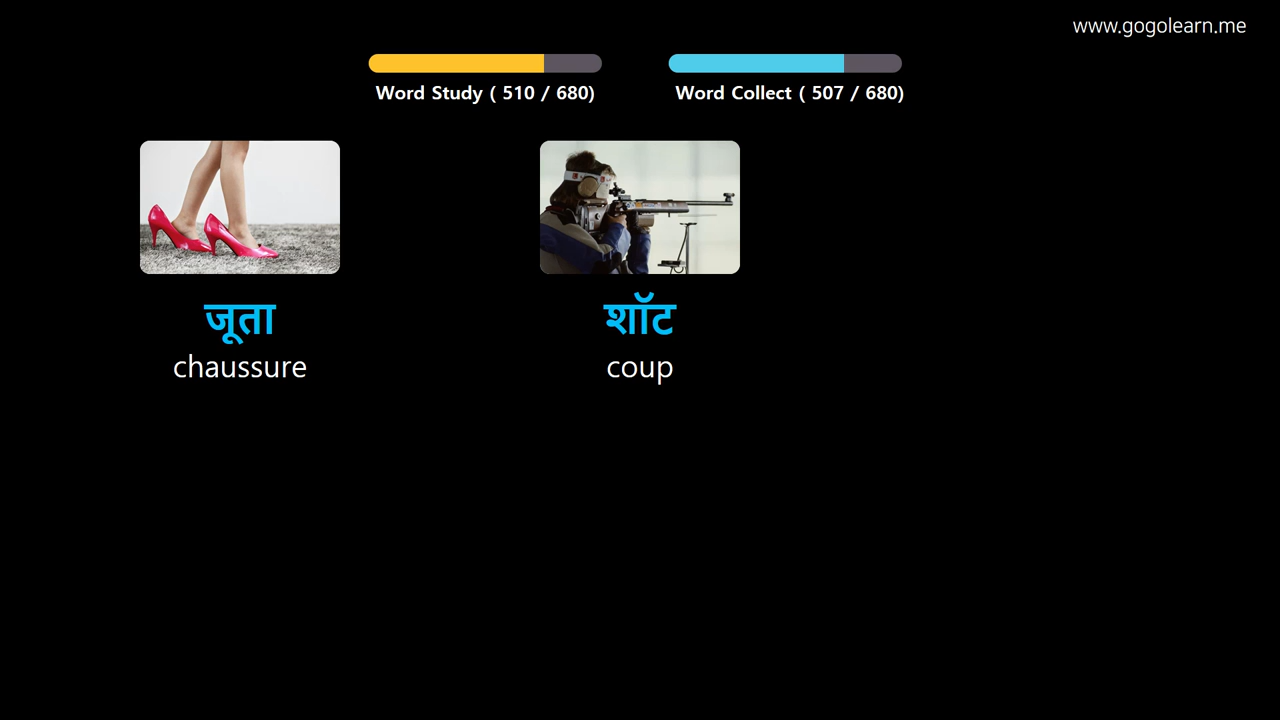 www.gogolearn.me
Word Study ( 510 / 680)
Word Collect ( 507 / 680)
जूता
शॉट
chaussure
coup